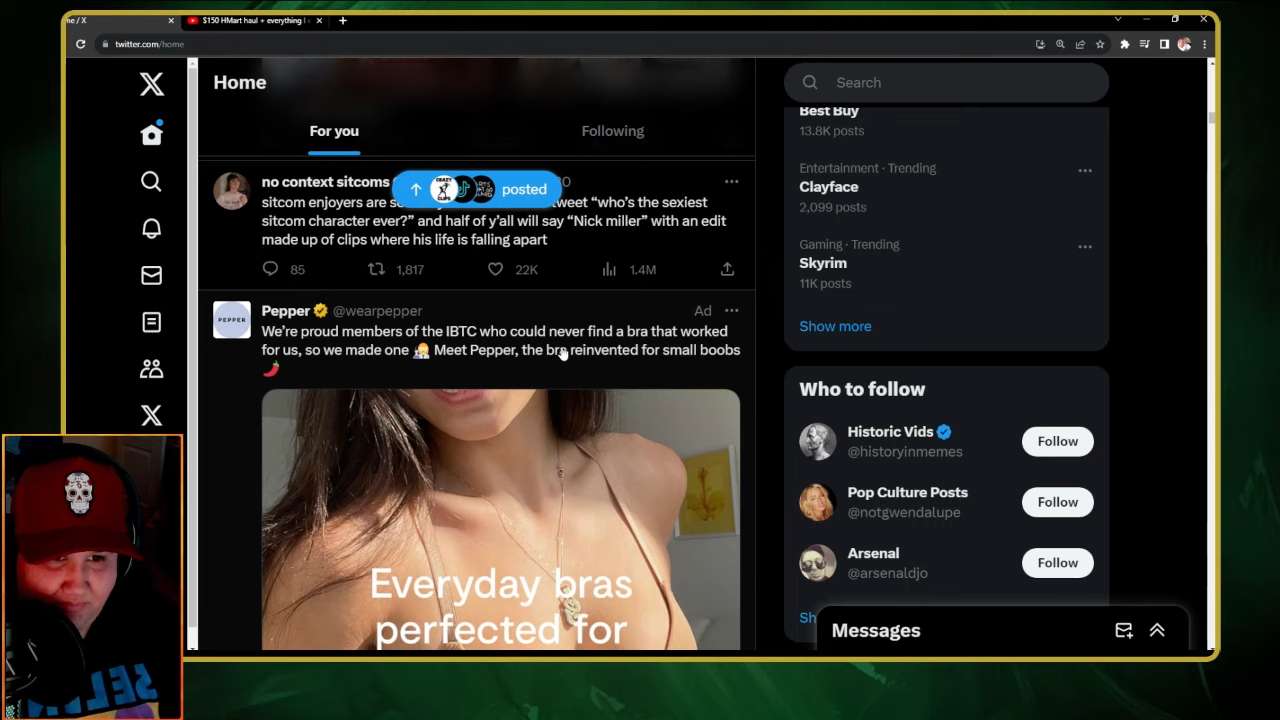 ne / X
$150 HMart haul + everything I
twitter.com/home
Home
For you
Following
Search
Best Buy
13.8K posts
Entertainment · Trending
Clayface
2,099 posts
Gaming · Trending
Skyrim
11K posts
Show more
posted
no context sitcoms
sitcom enjoyers are so tweet “who’s the sexiest
sitcom character ever?” and half of y’all will say “Nick miller” with an edit
made up of clips where his life is falling apart
85 1,817 22K 1.4M
PEPPER
Pepper @wearpepper Ad
We’re proud members of the IBTC who could never find a bra that worked
for us, so we made one 👩‍🔬 Meet Pepper, the bra reinvented for small boobs
🌶️
Everyday bras
perfected for
Who to follow
Historic Vids
@historyinmemes
Follow
Pop Culture Posts
@notgwendalupe
Follow
Arsenal
@arsenaldjo
Follow
Sh
Messages